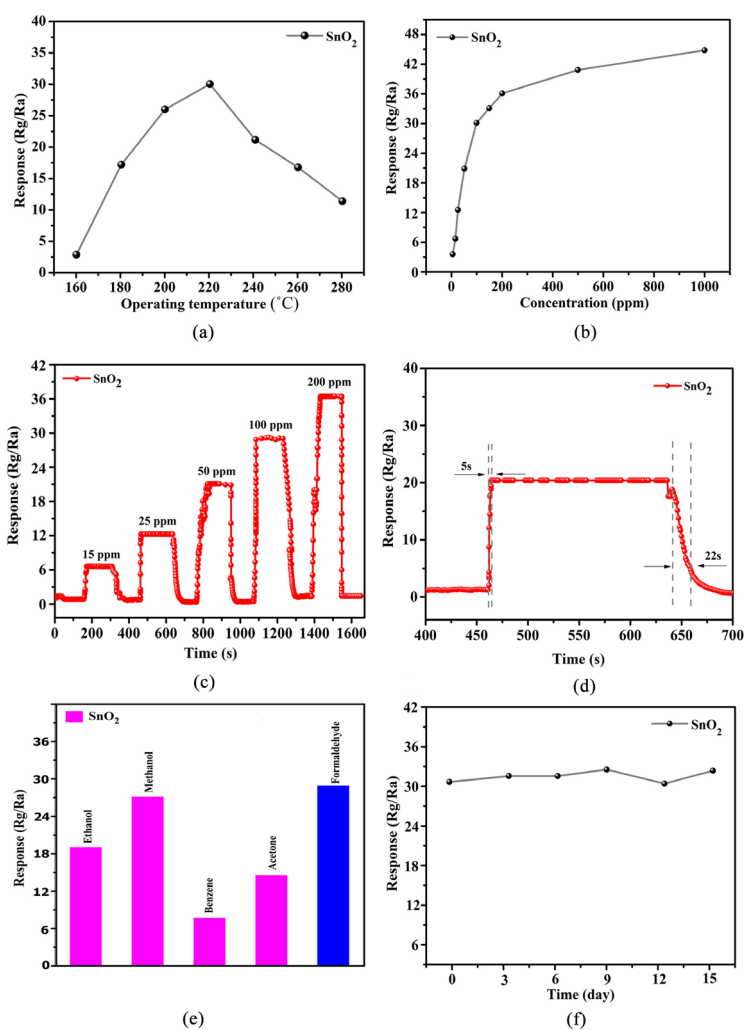 40
35
30
25
20
15
10
5
0
Response (Rg/Ra)
SnO2
160 180 200 220 240 260 280
Operating temperature (°C)
(a)
48
42
36
30
24
18
12
6
0
Response (Rg/Ra)
SnO2
0 200 400 600 800 1000
Concentration (ppm)
(b)
42
36
30
24
18
12
6
0
Response (Rg/Ra)
SnO2
200 ppm
100 ppm
50 ppm
25 ppm
15 ppm
0 200 400 600 800 1000 1200 1400 1600
Time (s)
(c)
40
30
20
10
0
Response (Rg/Ra)
SnO2
5s
22s
400 450 500 550 600 650 700
Time (s)
(d)
36
30
24
18
12
6
0
Response (Rg/Ra)
SnO2
Ethanol
Methanol
Benzene
Acetone
Formaldehyde
(e)
42
36
30
24
18
12
6
Response (Rg/Ra)
SnO2
0 3 6 9 12 15
Time (day)
(f)